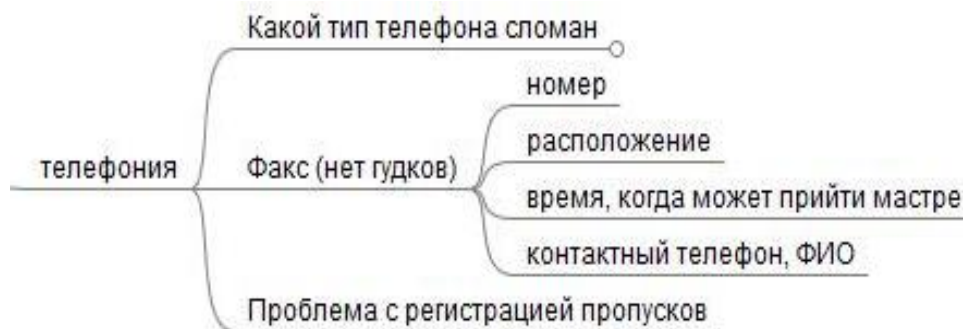 Какой тип телефона сломан
номер
расположение
телефония
Факс (нет гудков)
время, когда может прийти мастре
контактный телефон, ФИО
Проблема с регистрацией пропусков